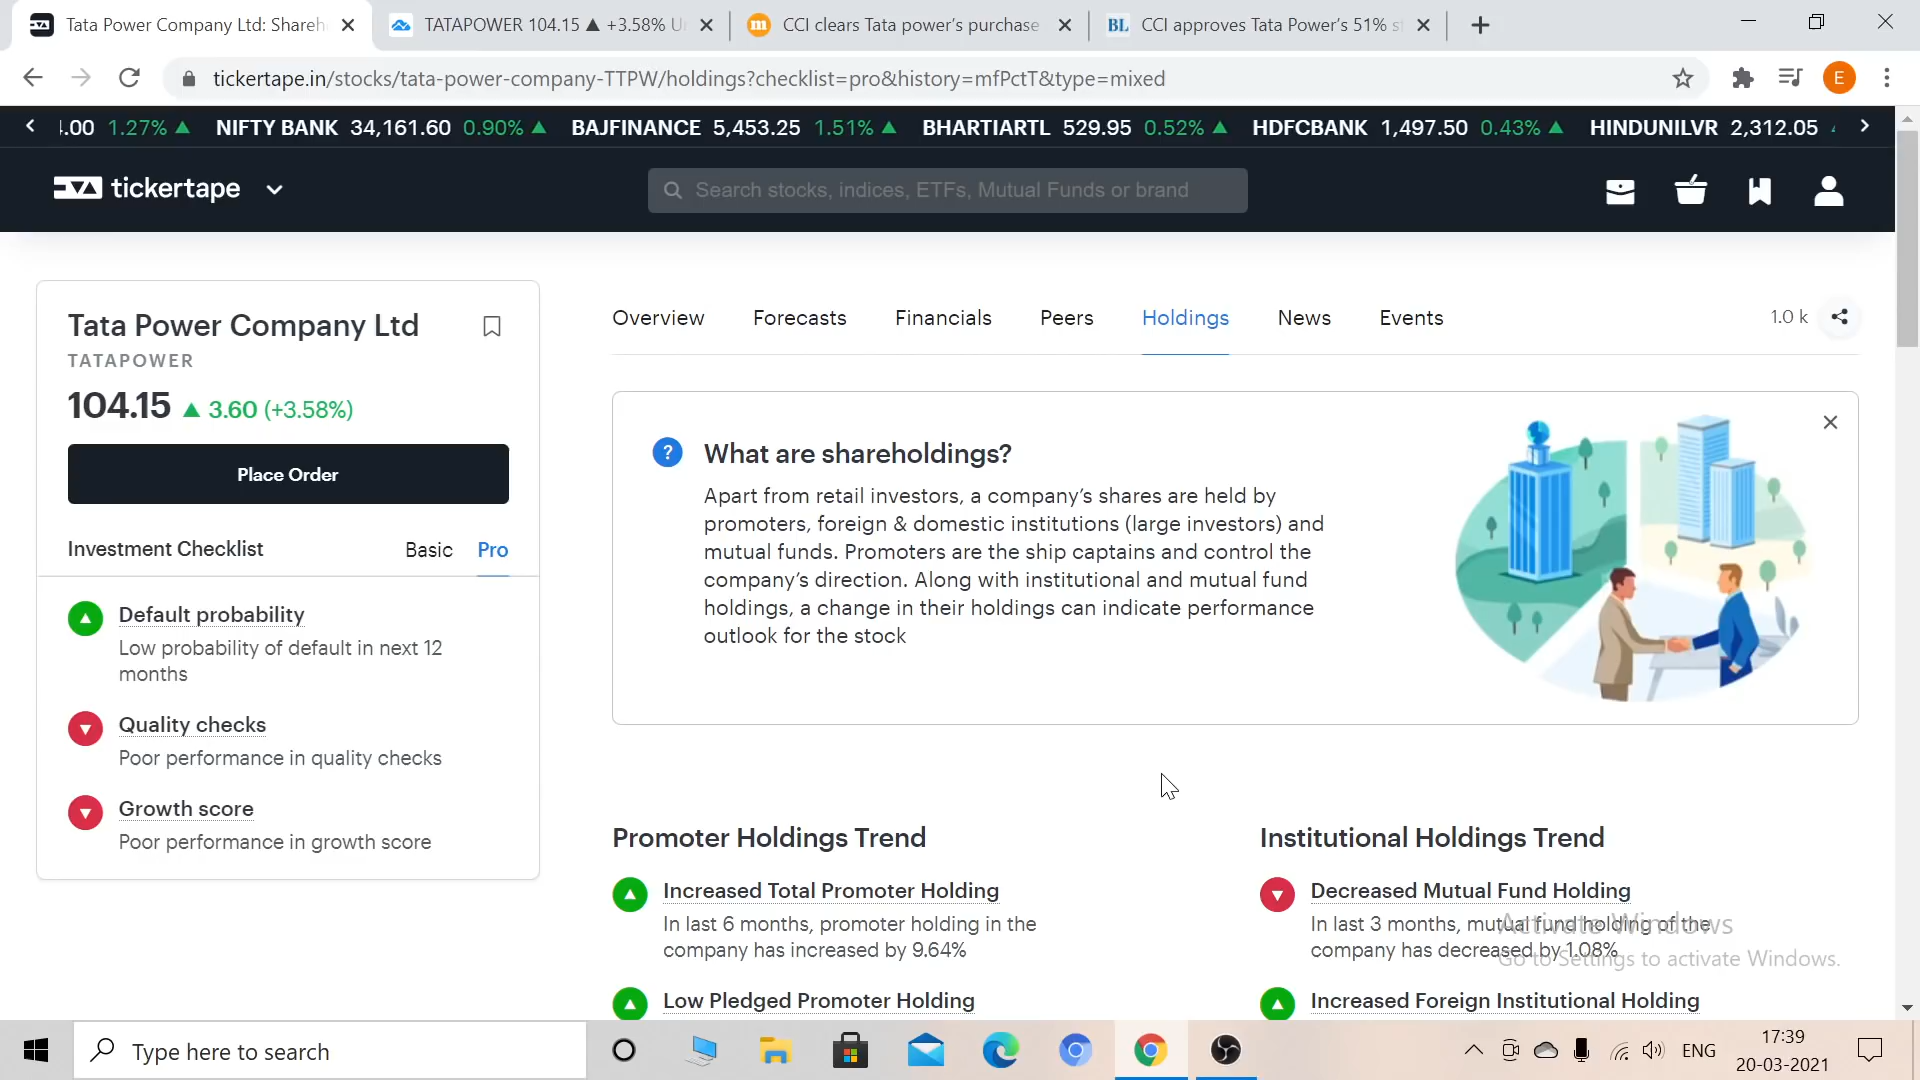 Tata Power Company Ltd: Shareh
TATAPOWER 104.15 ▲ +3.58% U
m CCI clears Tata power's purchase
BL CCI approves Tata Power's 51% s
tickertape.in/stocks/tata-power-company-TTPW/holdings?checklist=pro&history=mfPctT&type=mixed
E
.00 1.27% ▲ NIFTY BANK 34,161.60 0.90% ▲ BAJFINANCE 5,453.25 1.51% ▲ BHARTIARTL 529.95 0.52% ▲ HDFCBANK 1,497.50 0.43% ▲ HINDUNILVR 2,312.05
tickertape
Search stocks, indices, ETFs, Mutual Funds or brand
Tata Power Company Ltd
TATAPOWER
104.15 ▲ 3.60 (+3.58%)
Place Order
Investment Checklist Basic Pro
Default probability
Low probability of default in next 12
months
Quality checks
Poor performance in quality checks
Growth score
Poor performance in growth score
Overview Forecasts Financials Peers Holdings News Events 1.0 k
? What are shareholdings?
Apart from retail investors, a company's shares are held by
promoters, foreign & domestic institutions (large investors) and
mutual funds. Promoters are the ship captains and control the
company's direction. Along with institutional and mutual fund
holdings, a change in their holdings can indicate performance
outlook for the stock
Promoter Holdings Trend
Increased Total Promoter Holding
In last 6 months, promoter holding in the
company has increased by 9.64%
Low Pledged Promoter Holding
Institutional Holdings Trend
Decreased Mutual Fund Holding
In last 3 months, mutual fund holding of the
company has decreased by 1.08%
Increased Foreign Institutional Holding
Activate Windows
Go to Settings to activate Windows.
Type here to search
ENG
17:39
20-03-2021